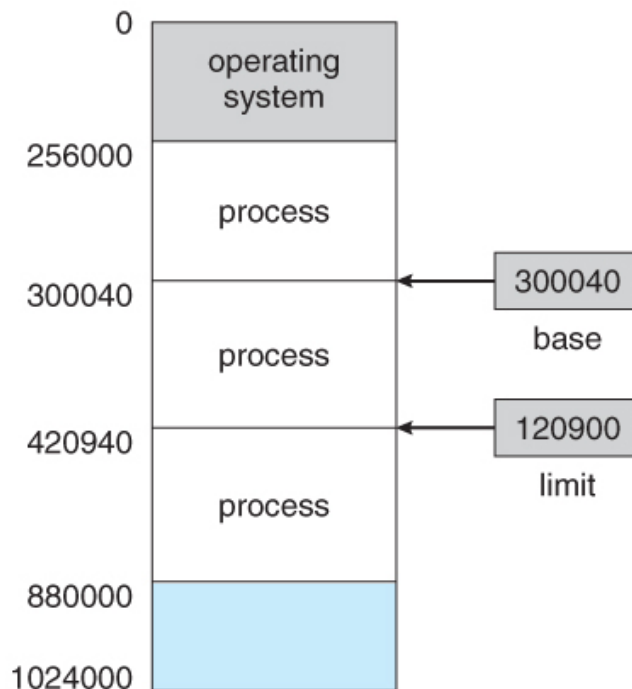 0
operating
system
256000
process
300040
300040
base
process
420940
120900
limit
process
880000
1024000